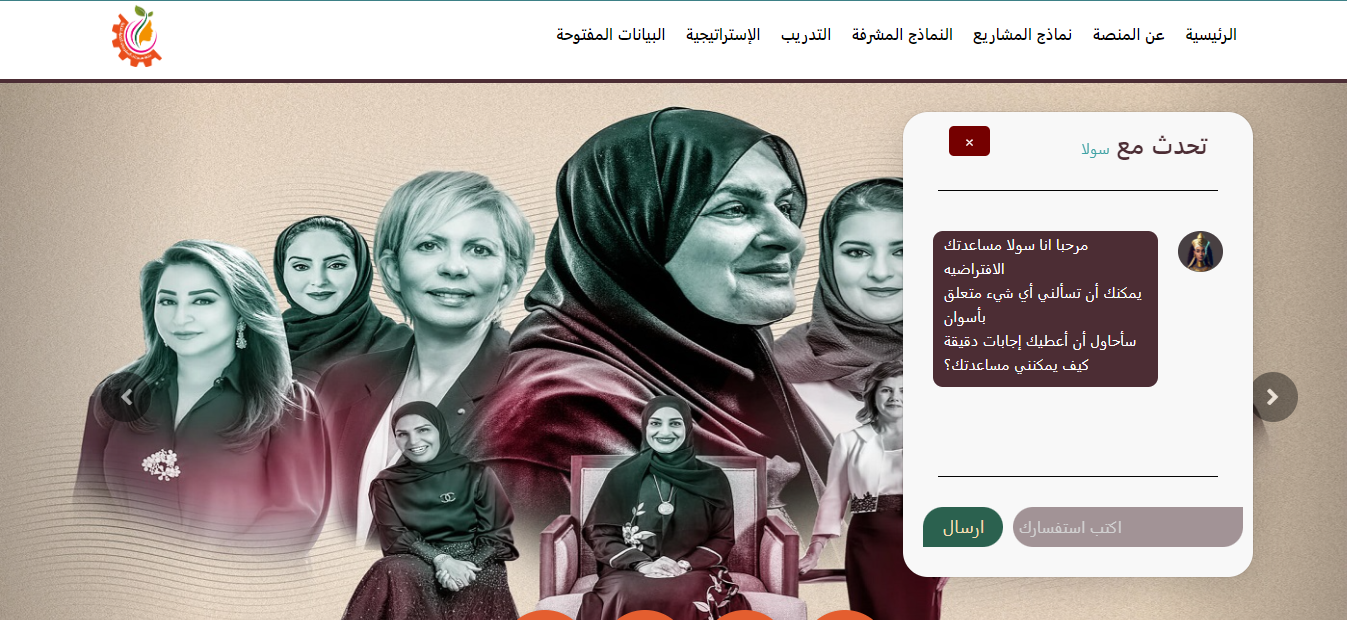 الرئيسية
عن المنصة
نماذج المشاريع
النماذج المشرفة
التدريب
الإستراتيجية
البيانات المفتوحة
تحدث مع سولا
×
مرحبا انا سولا مساعدتك
الافتراضيه
يمكنك أن تسألني أي شيء متعلق
بأسوان
سأحاول أن أعطيك إجابات دقيقة
كيف يمكنني مساعدتك؟
اكتب استفسارك
ارسال